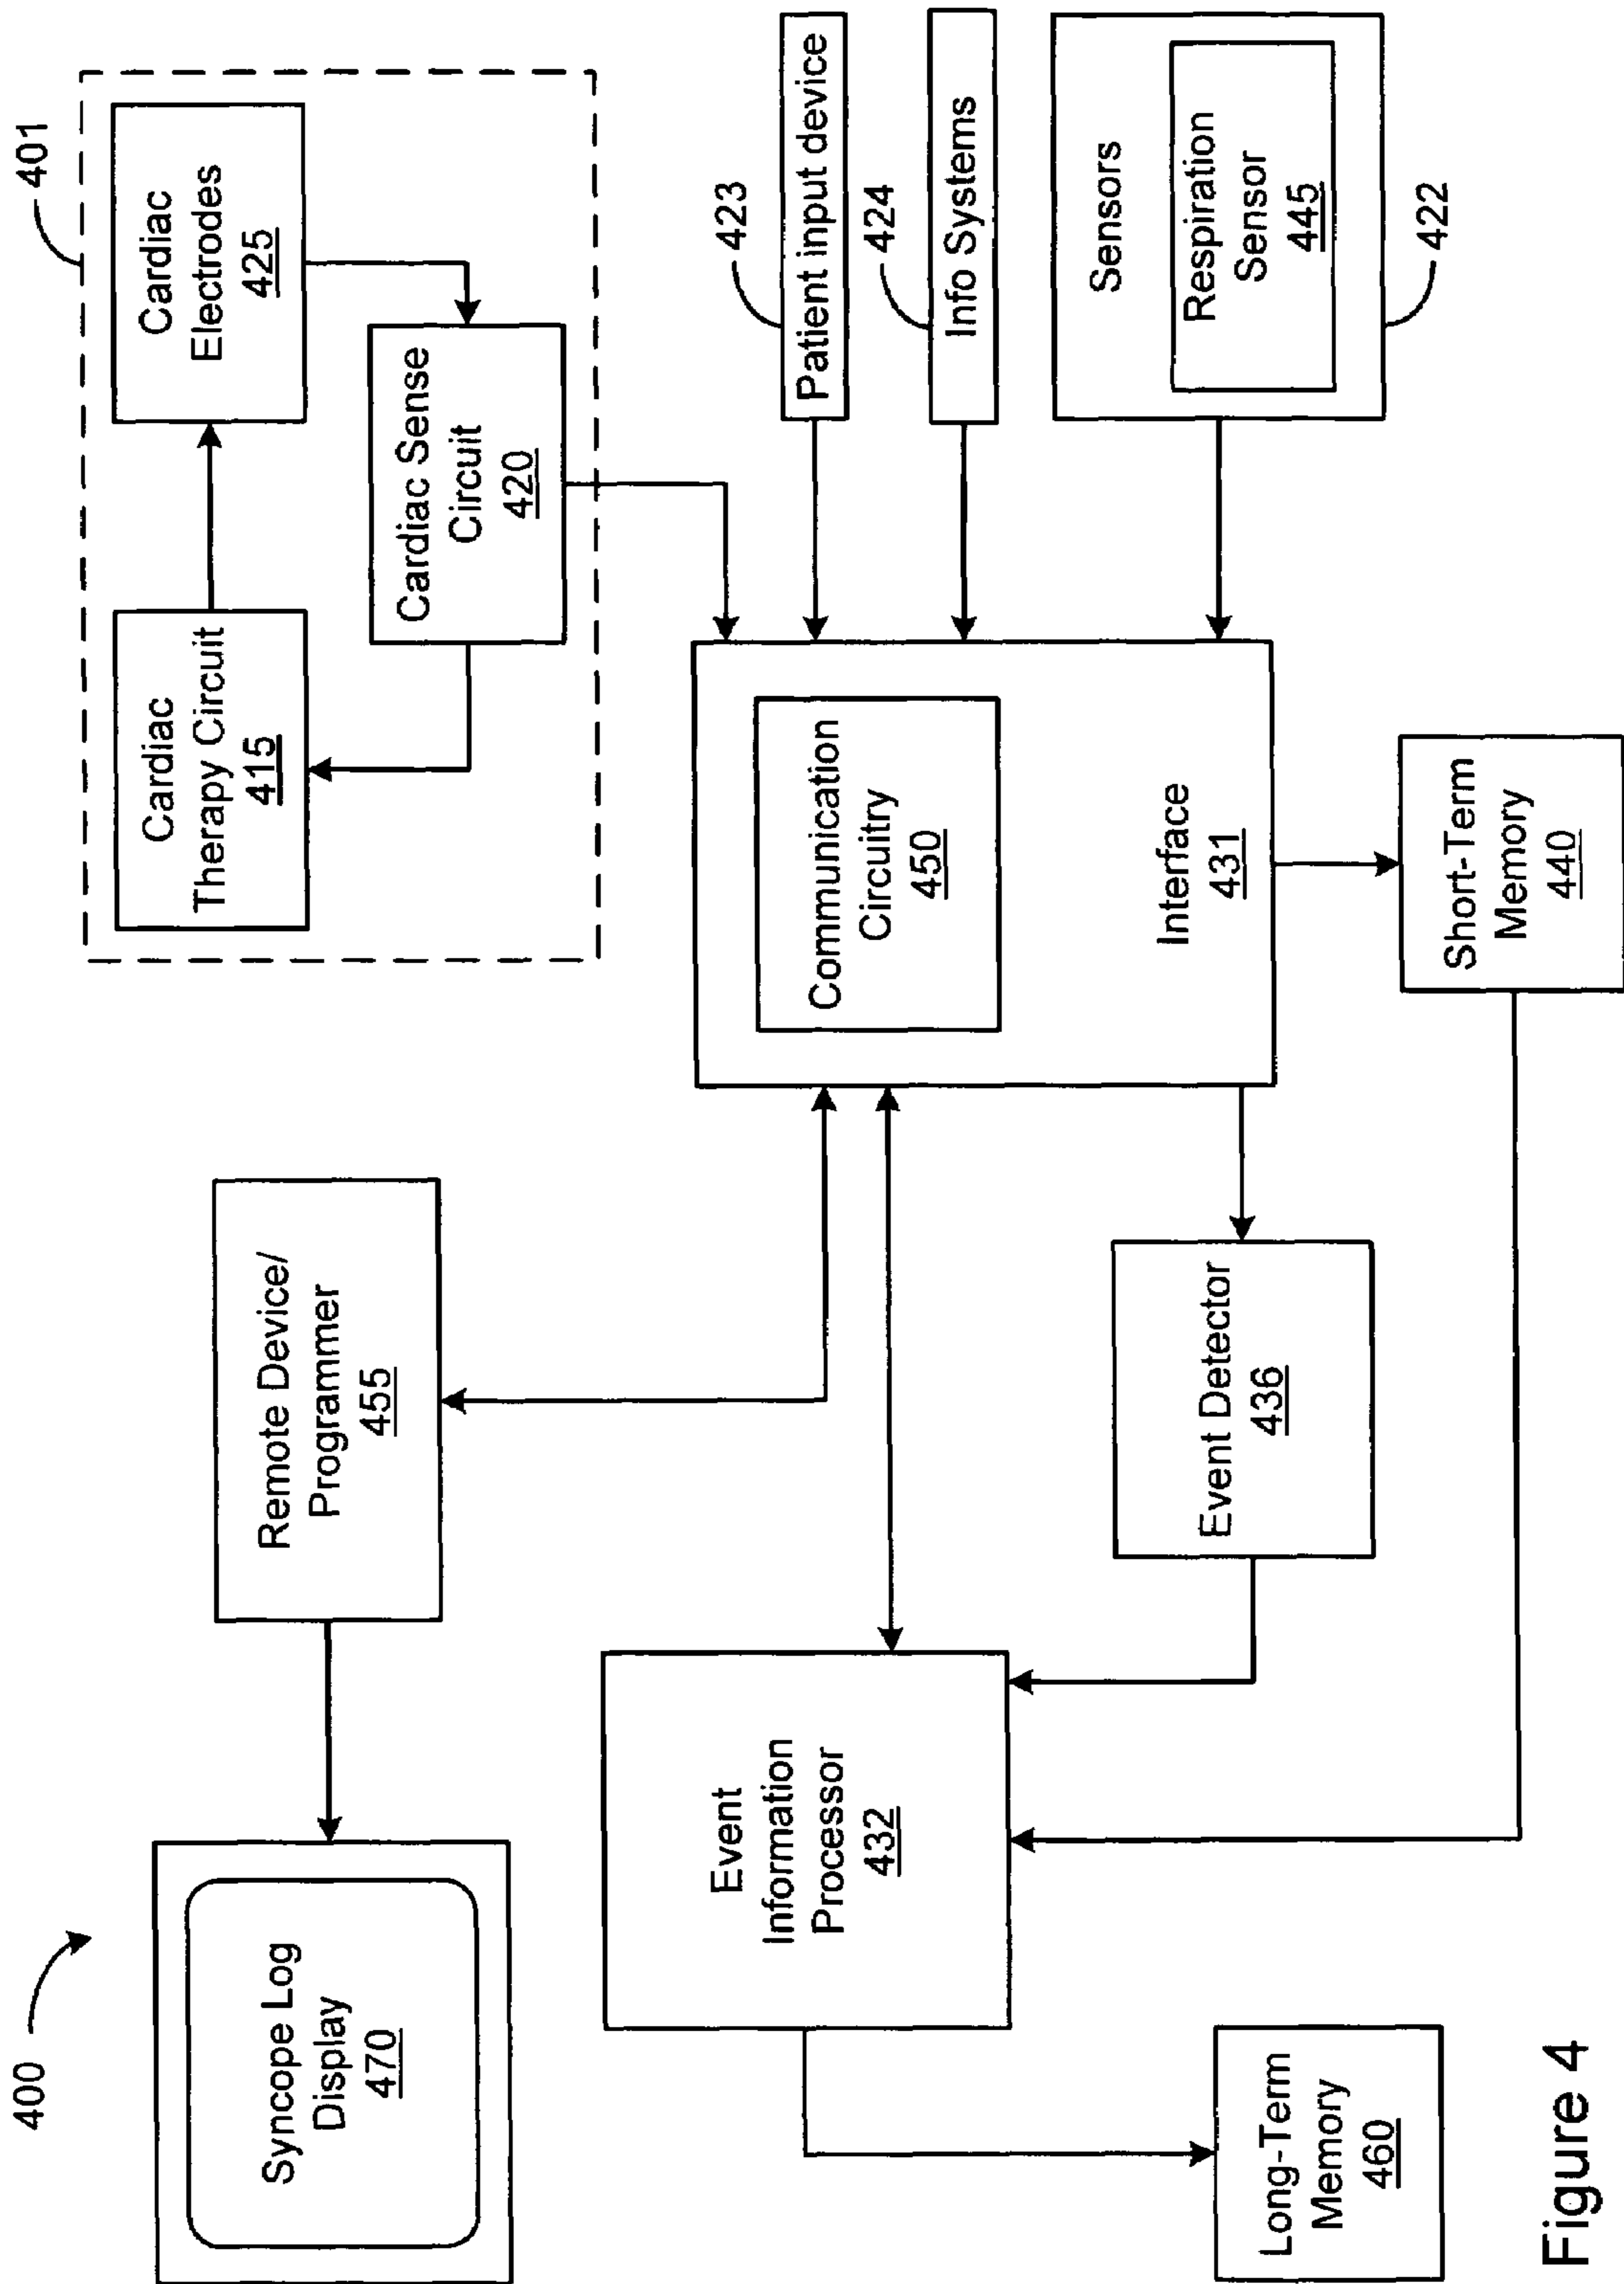 400
Syncope Log
Display
470
Remote Device/
Programmer
455
401
Cardiac
Therapy Circuit
415
Cardiac
Electrodes
425
Cardiac Sense
Circuit
420
Event
Information
Processor
432
Communication
Circuitry
450
Interface
431
423
Patient input device
424
Info Systems
Sensors
Respiration
Sensor
445
422
Event Detector
436
Long-Term
Memory
460
Short-Term
Memory
440
Figure 4